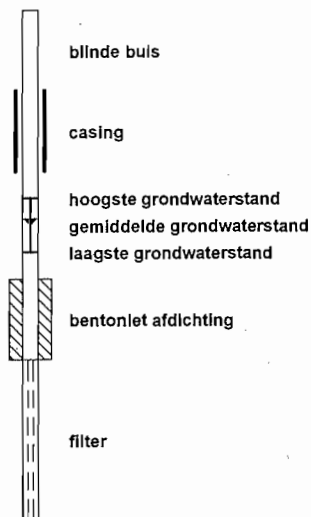 blinde buis
casing
hoogste grondwaterstand
gemiddelde grondwaterstand
laagste grondwaterstand
bentoniet afdichting
filter